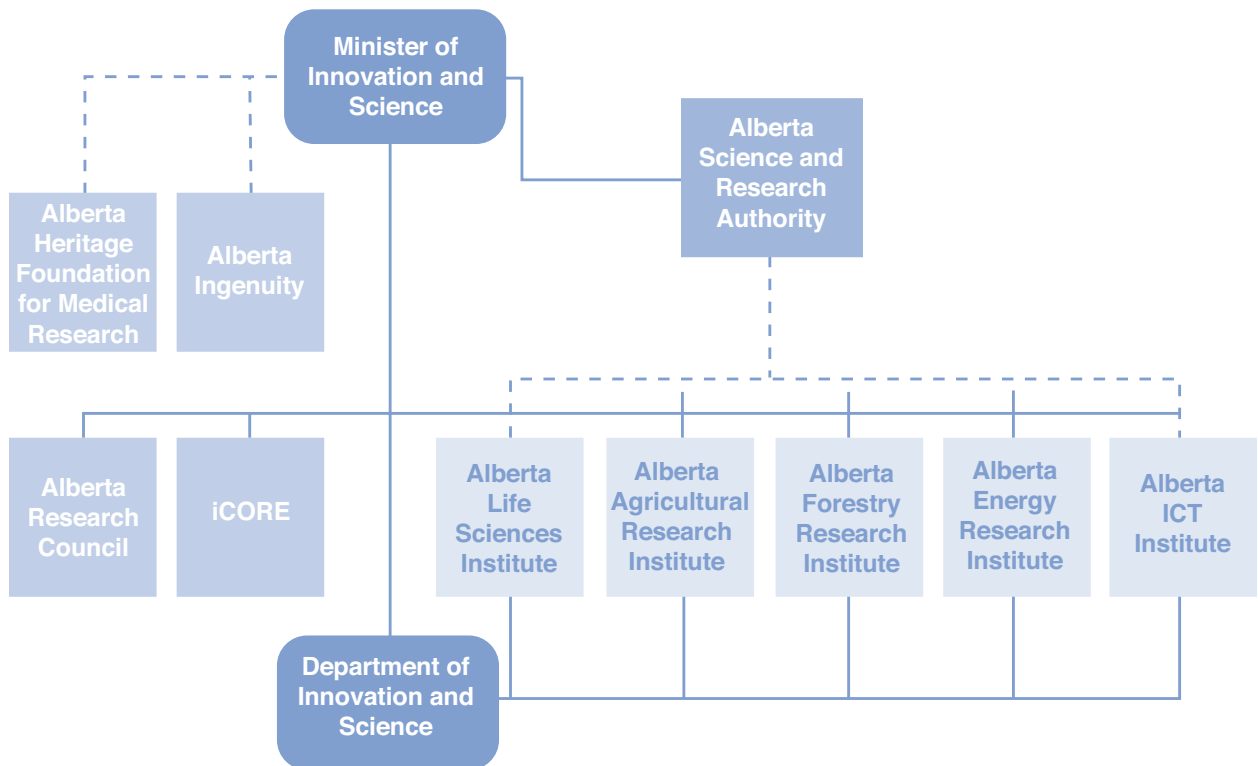 Minister of
Innovation and
Science
Alberta
Science and
Research
Authority
Alberta
Heritage
Foundation
for Medical
Research
Alberta
Ingenuity
Alberta
Research
Council
iCORE
Alberta
Life
Sciences
Institute
Alberta
Agricultural
Research
Institute
Alberta
Forestry
Research
Institute
Alberta
Energy
Research
Institute
Alberta
ICT
Institute
Department of
Innovation and
Science